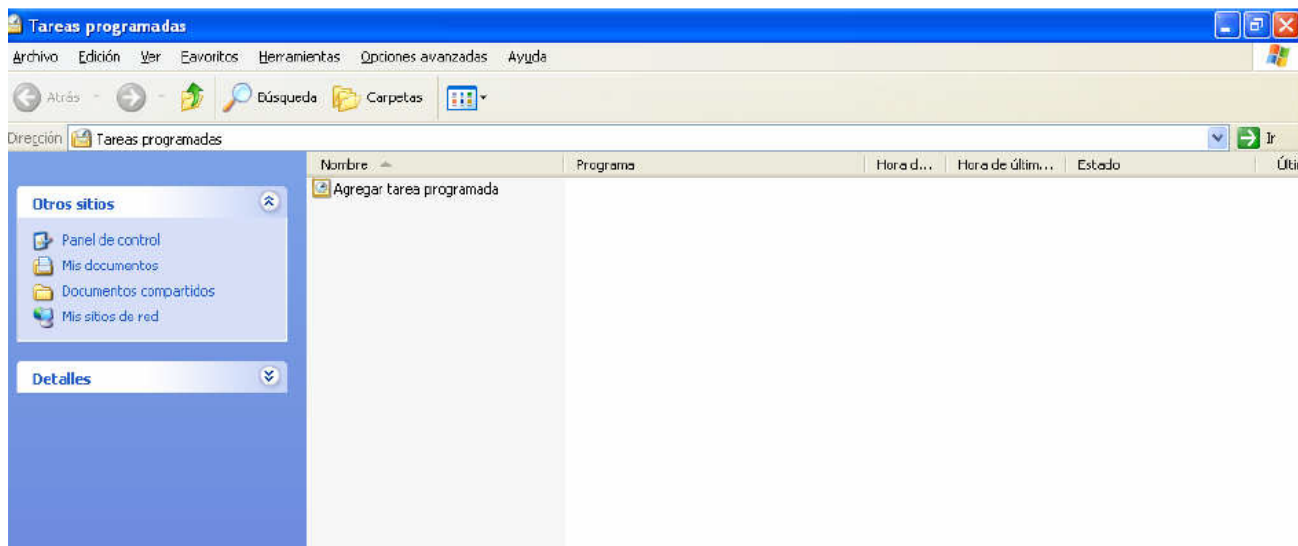 Tareas programadas
Archivo Edición Ver Favoritos Herramientas Opciones avanzadas Ayuda
Atrás Búsqueda Carpetas
Dirección Tareas programadas Ir
Nombre Programa Hora d... Hora de últim... Estado Últi
Agregar tarea programada
Otros sitios
Panel de control
Mis documentos
Documentos compartidos
Mis sitios de red
Detalles